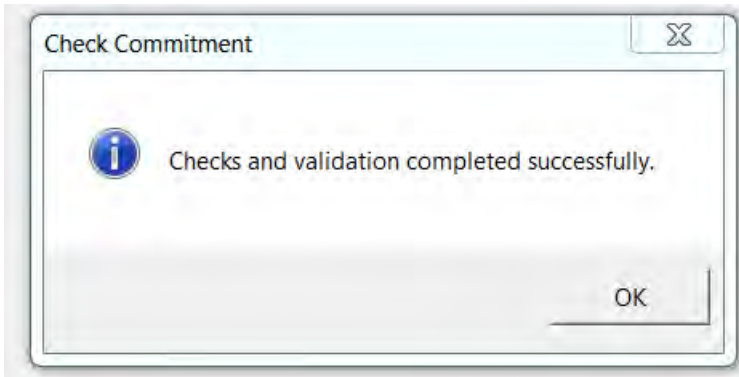 Check Commitment
Checks and validation completed successfully.
OK